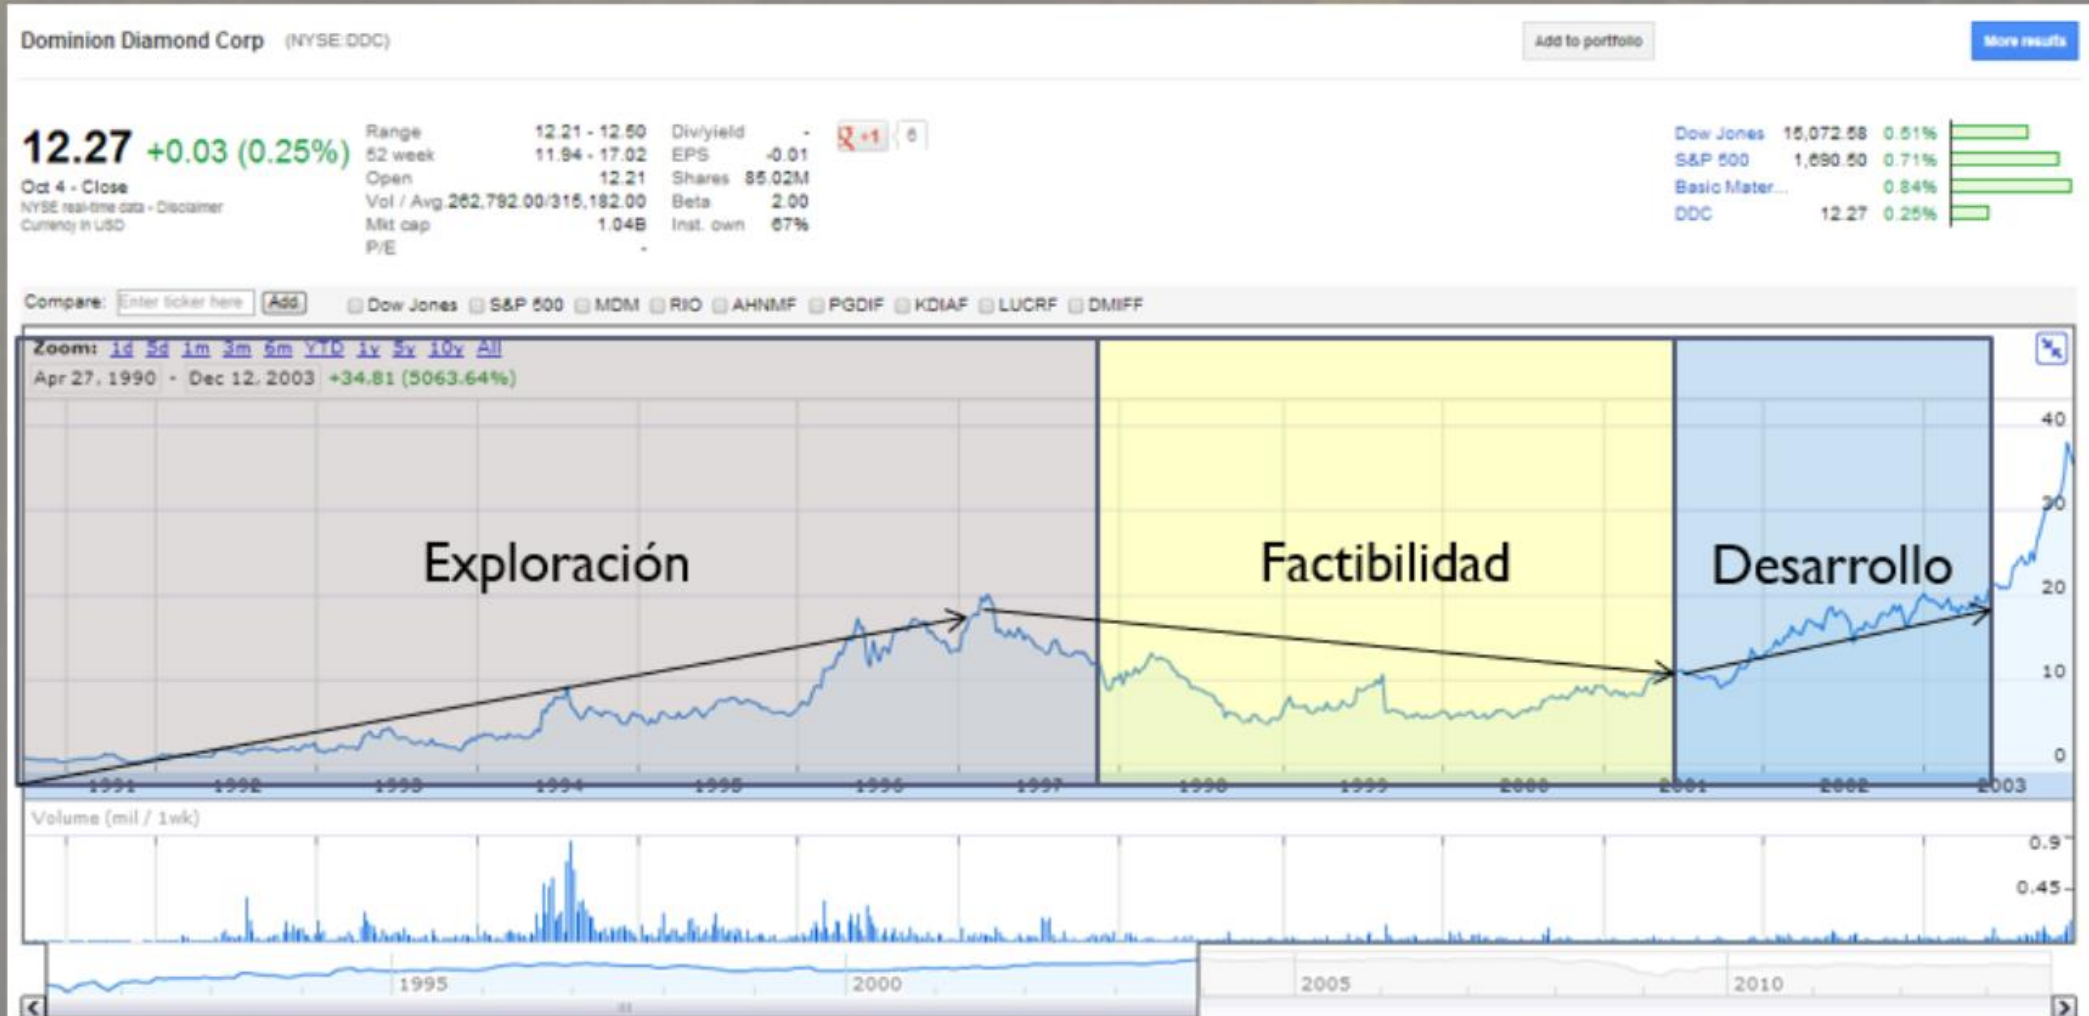 Dominion Diamond Corp (NYSE:DDC)
Add to portfolio
More results
12.27 +0.03 (0.25%)
Oct 4 - Close
NYSE real-time data - Disclaimer
Currency in USD
Range 12.21 - 12.50
52 week 11.94 - 17.02
Open 12.21
Vol / Avg. 262,792.00/315,182.00
Mkt cap 1.04B
P/E -
Div/yield -
EPS -0.01
Shares 85.02M
Beta 2.00
Inst. own 67%
+1 6
Dow Jones 15,072.58 0.51%
S&P 500 1,690.50 0.71%
Basic Mater... 0.84%
DDC 12.27 0.25%
Compare: Enter ticker here Add Dow Jones S&P 500 MDM RIO AHNMF PGDIF KDIAF LUCRF DMIFF
Zoom: 1d 5d 1m 3m 6m YTD 1y 5y 10y All
Apr 27, 1990 - Dec 12, 2003 +34.81 (5063.64%)
40
30
Exploración Factibilidad Desarrollo
20
10
0
1991 1992 1993 1994 1995 1996 1997 1998 1999 2000 2001 2002 2003
Volume (mil / 1wk)
0.9
0.45
1995 2000 2005 2010